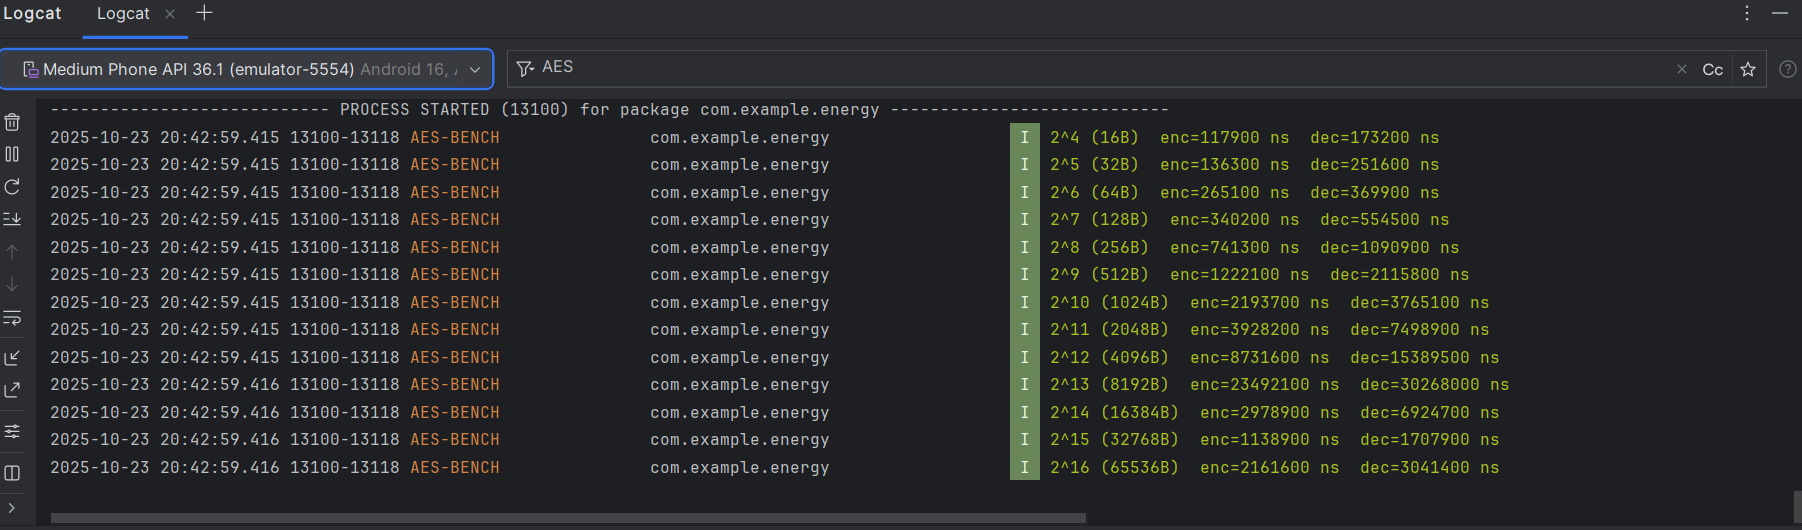 Logcat Logcat
Medium Phone API 36.1 (emulator-5554) Android 16, AES Cc
---------------------------- PROCESS STARTED (13100) for package com.example.energy ----------------------------
2025-10-23 20:42:59.415 13100-13118 AES-BENCH com.example.energy I 2^4 (16B) enc=117900 ns dec=173200 ns
2025-10-23 20:42:59.415 13100-13118 AES-BENCH com.example.energy I 2^5 (32B) enc=136300 ns dec=251600 ns
2025-10-23 20:42:59.415 13100-13118 AES-BENCH com.example.energy I 2^6 (64B) enc=265100 ns dec=369900 ns
2025-10-23 20:42:59.415 13100-13118 AES-BENCH com.example.energy I 2^7 (128B) enc=340200 ns dec=554500 ns
2025-10-23 20:42:59.415 13100-13118 AES-BENCH com.example.energy I 2^8 (256B) enc=741300 ns dec=1090900 ns
2025-10-23 20:42:59.415 13100-13118 AES-BENCH com.example.energy I 2^9 (512B) enc=1222100 ns dec=2115800 ns
2025-10-23 20:42:59.415 13100-13118 AES-BENCH com.example.energy I 2^10 (1024B) enc=2193700 ns dec=3765100 ns
2025-10-23 20:42:59.415 13100-13118 AES-BENCH com.example.energy I 2^11 (2048B) enc=3928200 ns dec=7498900 ns
2025-10-23 20:42:59.415 13100-13118 AES-BENCH com.example.energy I 2^12 (4096B) enc=8731600 ns dec=15389500 ns
2025-10-23 20:42:59.416 13100-13118 AES-BENCH com.example.energy I 2^13 (8192B) enc=23492100 ns dec=30268000 ns
2025-10-23 20:42:59.416 13100-13118 AES-BENCH com.example.energy I 2^14 (16384B) enc=2978900 ns dec=6924700 ns
2025-10-23 20:42:59.416 13100-13118 AES-BENCH com.example.energy I 2^15 (32768B) enc=1138900 ns dec=1707900 ns
2025-10-23 20:42:59.416 13100-13118 AES-BENCH com.example.energy I 2^16 (65536B) enc=2161600 ns dec=3041400 ns